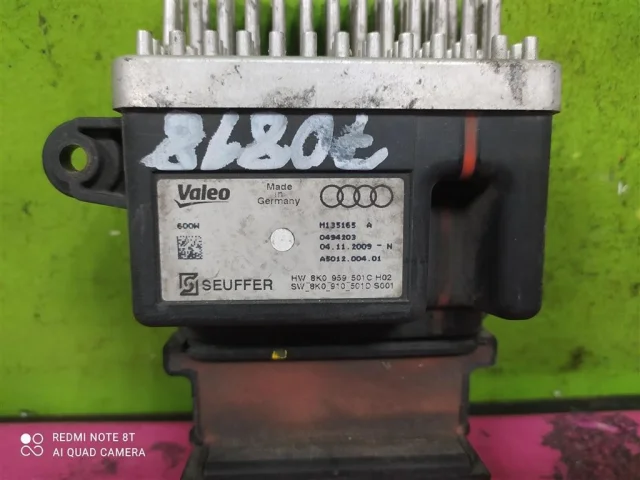 8L80L
Valeo
Made
in
Germany
600W
M135165 A
0494203
04.11.2009 - N
A5012.004.01
SEUFFER
HW 8K0 959 501C H02
SW 8K0 910 501D S001
REDMI NOTE 8T
AI QUAD CAMERA